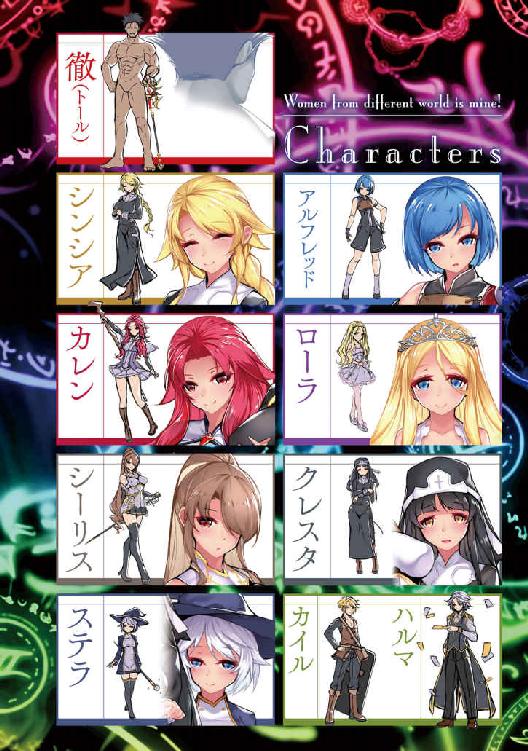 徹(トール)
Women from different world is mine!
Characters
シンシア
アルフレッド
カレン
ローラ
シーリス
クレスタ
ステラ
カイル
ハルマ